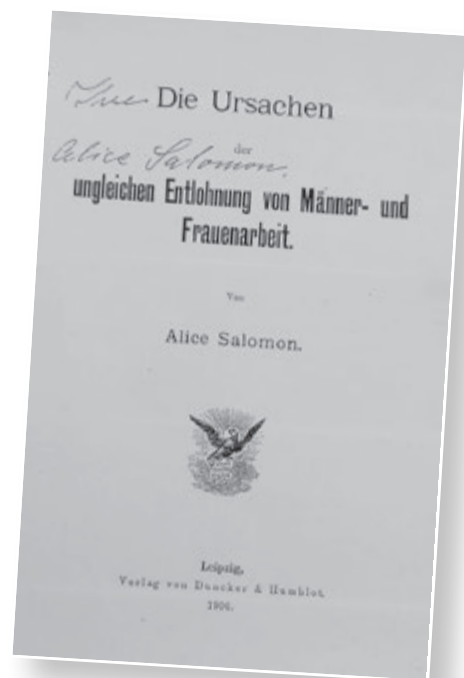 Ihre Die Ursachen
der
Alice Salomon.
ungleichen Entlohnung von Männer- und
Frauenarbeit.
Von
Alice Salomon.
Leipzig,
Verlag von Duncker & Humblot.
1906.